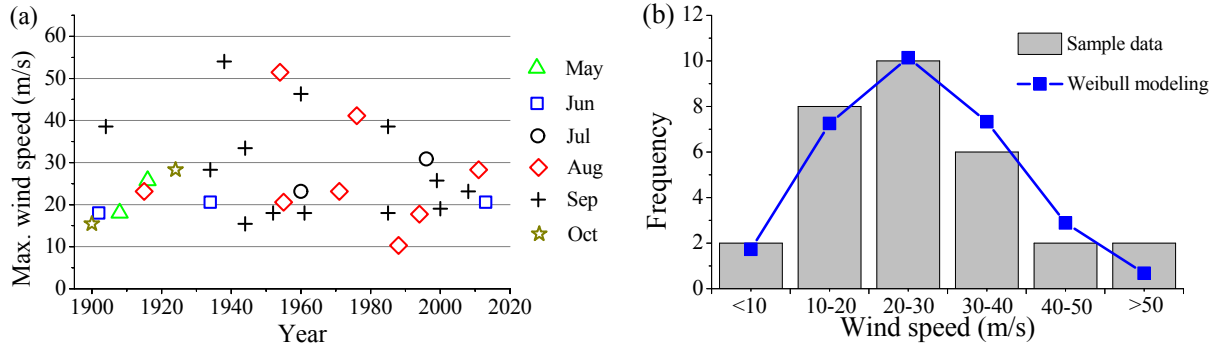 (a)
Max. wind speed (m/s)
60
50
40
30
20
10
0
1900 1920 1940 1960 1980 2000 2020
Year
May
Jun
Jul
Aug
Sep
Oct
(b)
Frequency
12
10
8
6
4
2
0
<10 10-20 20-30 30-40 40-50 >50
Wind speed (m/s)
Sample data
Weibull modeling